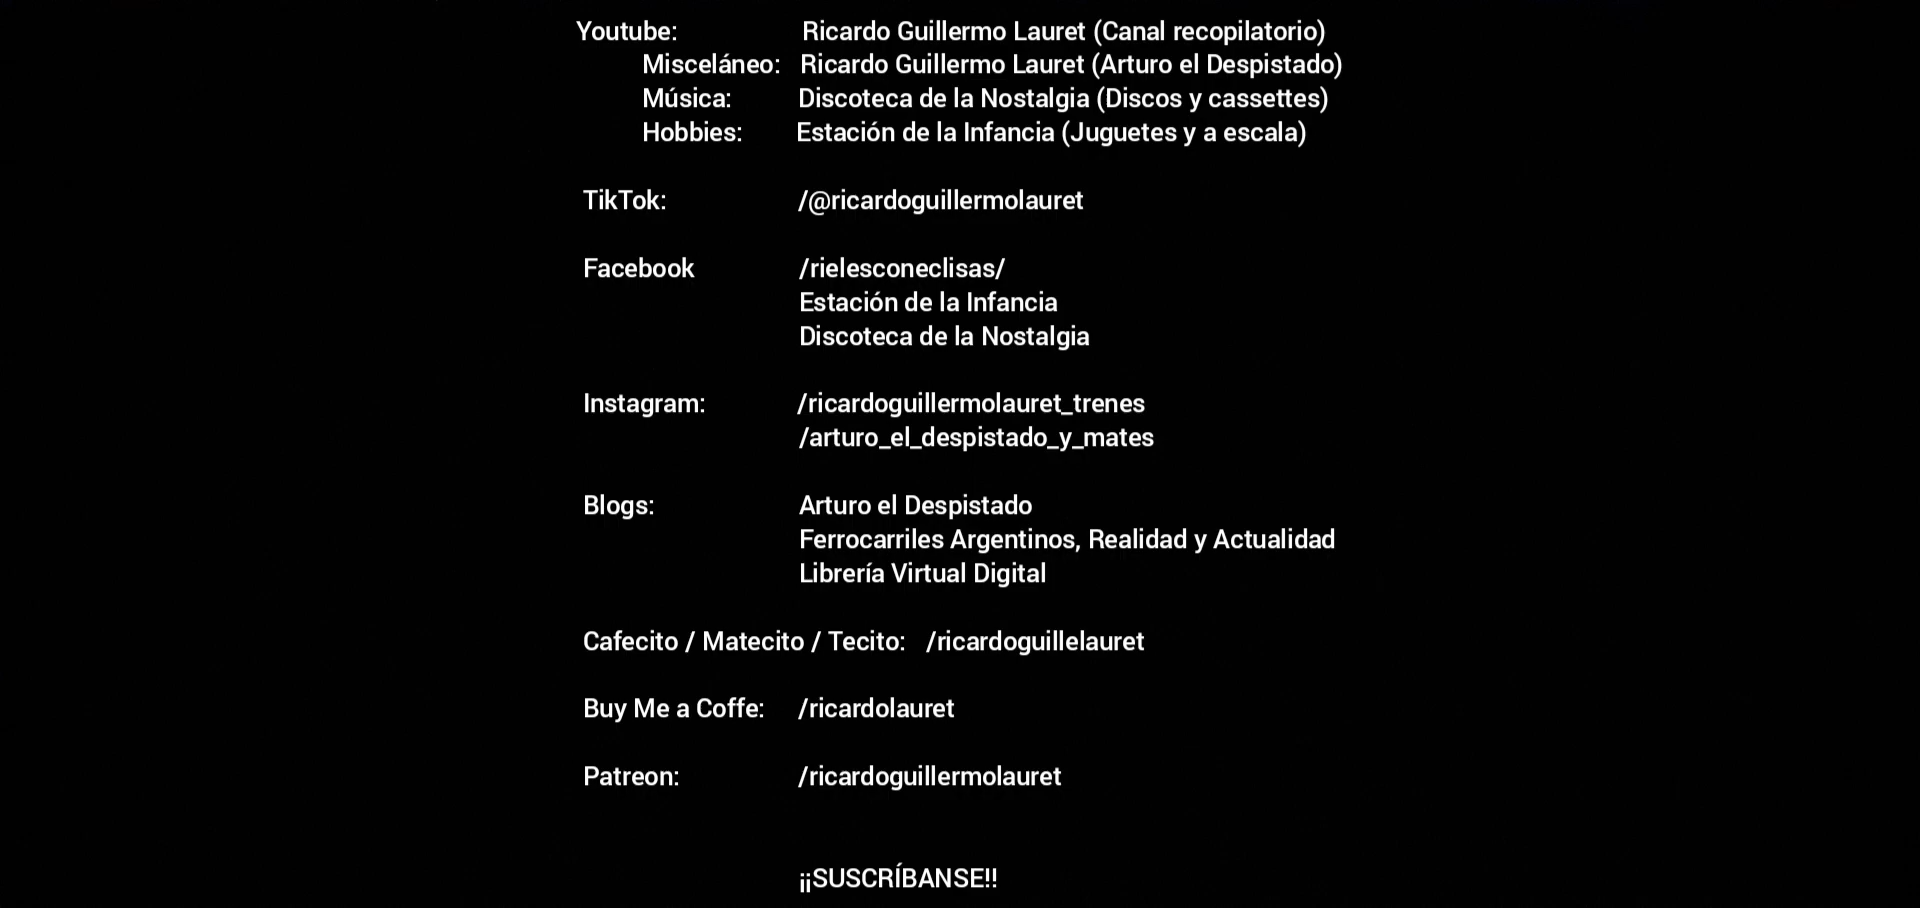 Youtube: Ricardo Guillermo Lauret (Canal recopilatorio)
Misceláneo: Ricardo Guillermo Lauret (Arturo el Despistado)
Música: Discoteca de la Nostalgia (Discos y cassettes)
Hobbies: Estación de la Infancia (Juguetes y a escala)
TikTok: /@ricardoguillermolauret
Facebook /rielesconeclisas/
Estación de la Infancia
Discoteca de la Nostalgia
Instagram: /ricardoguillermolauret_trenes
/arturo_el_despistado_y_mates
Blogs: Arturo el Despistado
Ferrocarriles Argentinos, Realidad y Actualidad
Librería Virtual Digital
Cafecito / Matecito / Tecito: /ricardoguillelauret
Buy Me a Coffe: /ricardolauret
Patreon: /ricardoguillermolauret
¡¡SUSCRÍBANSE!!